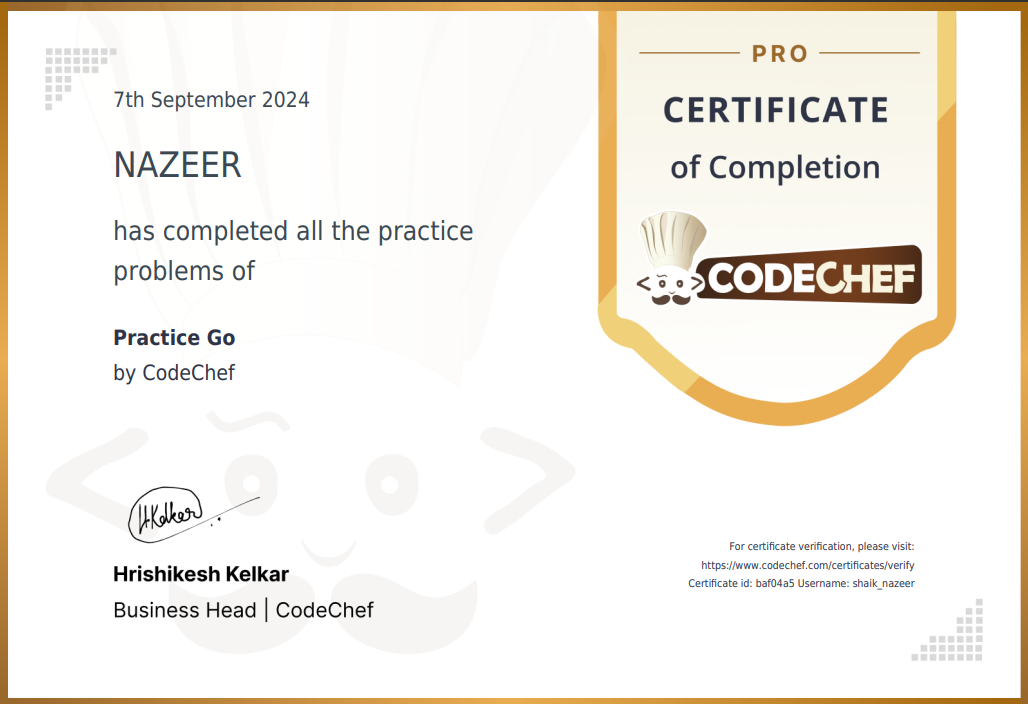 7th September 2024
NAZEER
has completed all the practice
problems of
Practice Go
by CodeChef
HKelkar
Hrishikesh Kelkar
Business Head | CodeChef
PRO
CERTIFICATE
of Completion
CODECHEF
For certificate verification, please visit:
https://www.codechef.com/certificates/verify
Certificate id: baf04a5 Username: shaik_nazeer